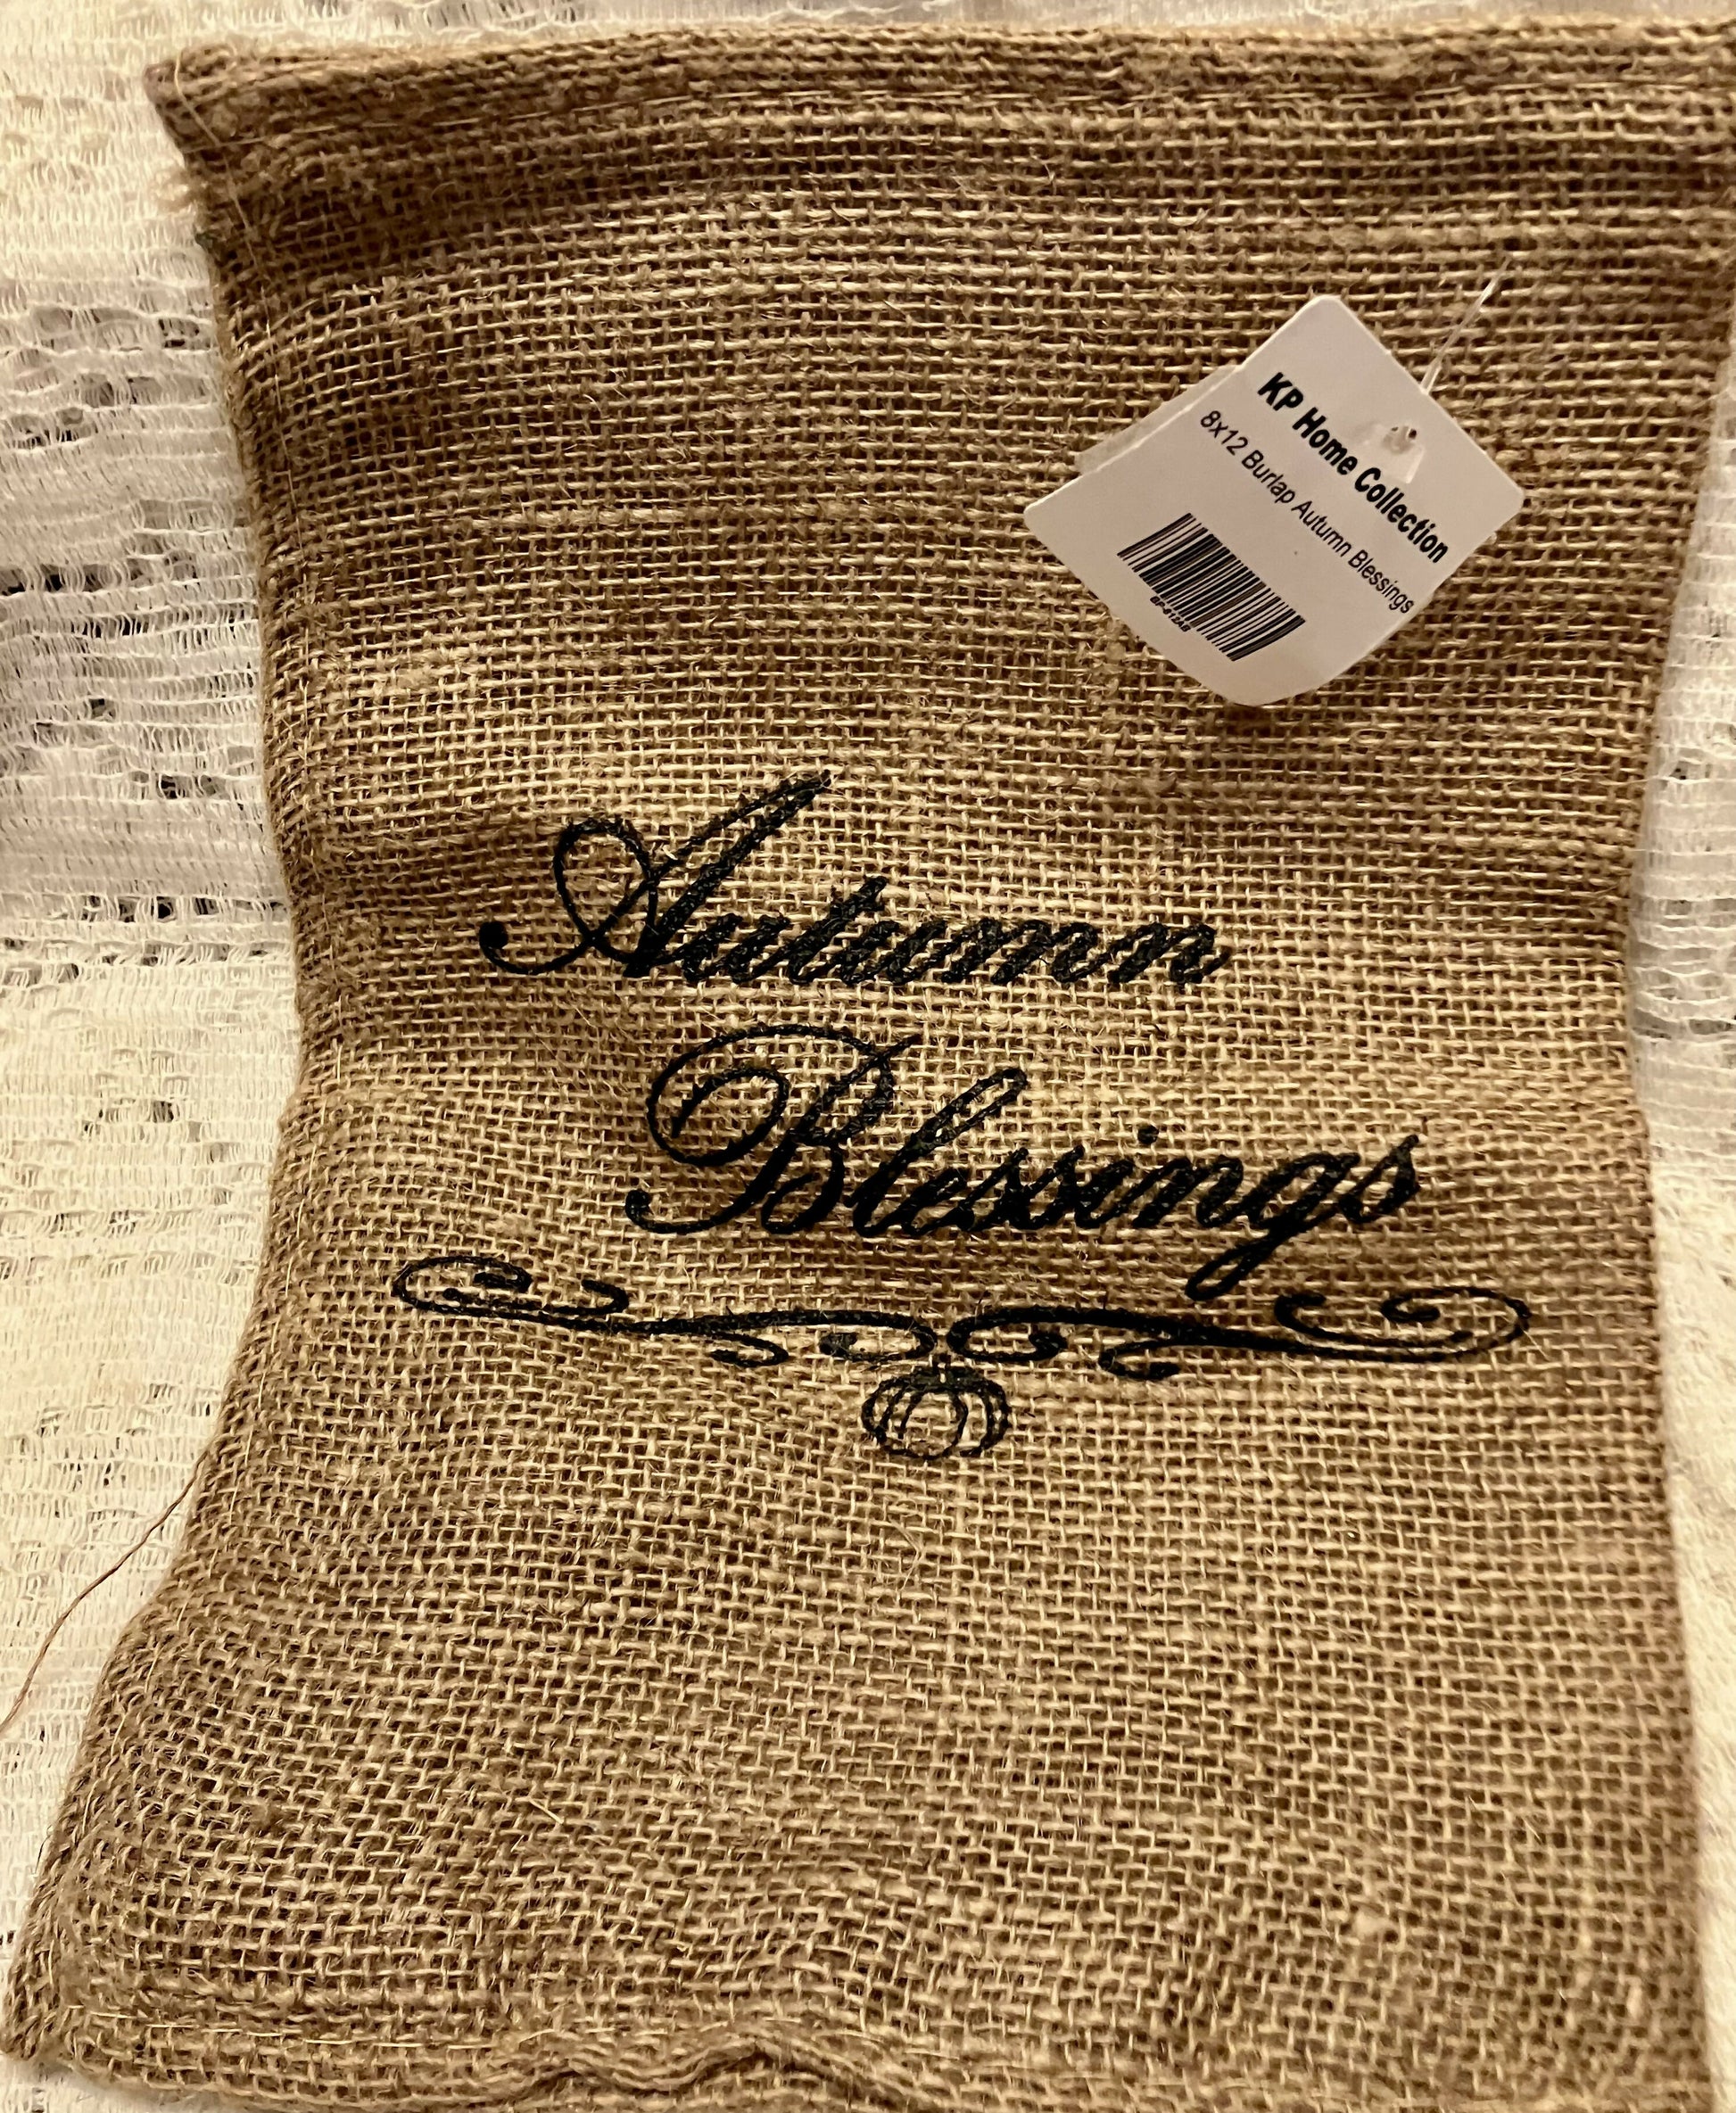 KP Home Collection
8x12 Burlap Autumn Blessings
Autumn
Blessings